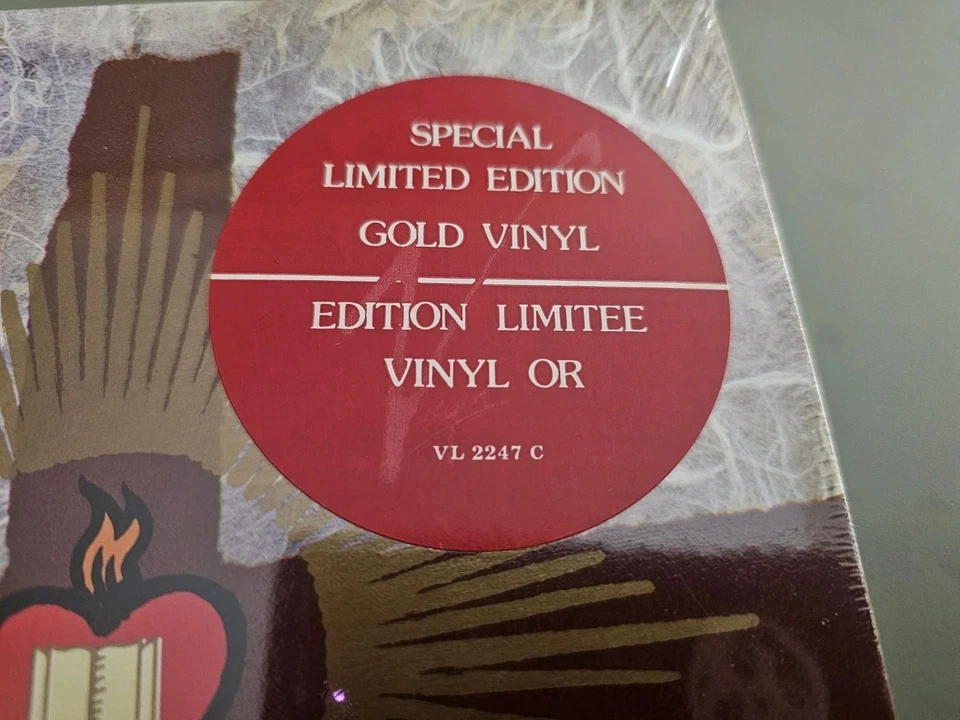 SPECIAL
LIMITED EDITION
GOLD VINYL
EDITION LIMITEE
VINYL OR
VL 2247 C